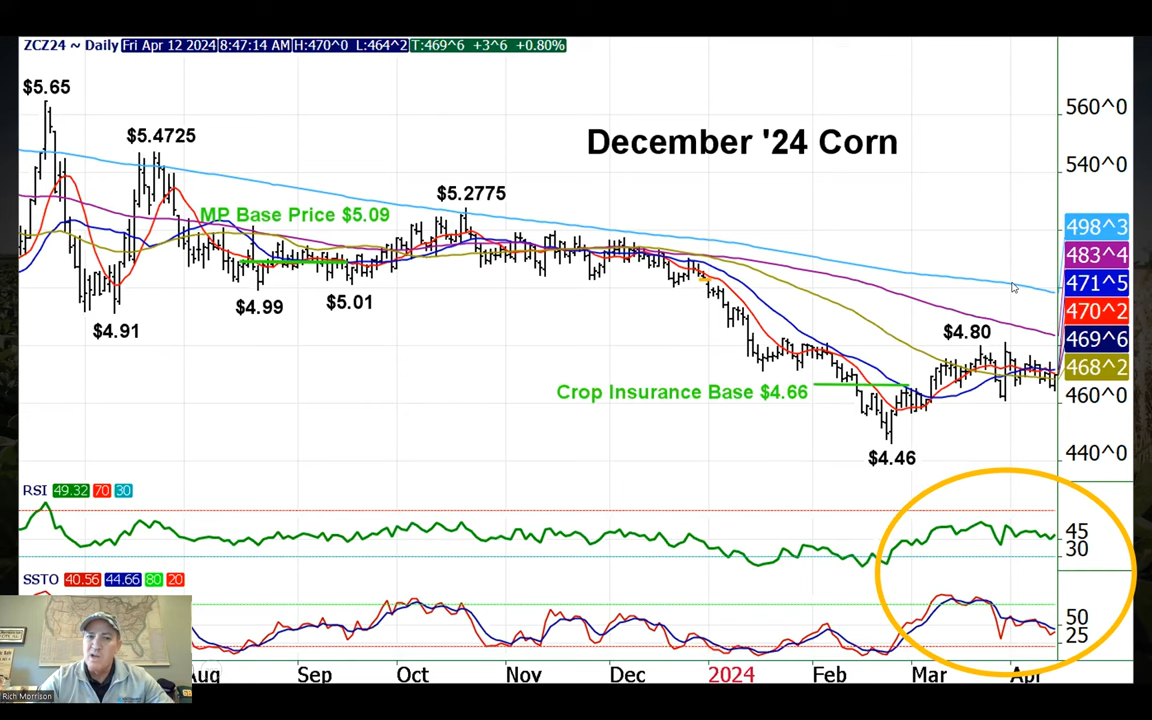 ZCZ24 ~ Daily Fri Apr 12 2024 8:47:14 AM H:470^0 L:464^2 T:469^6 +3^6 +0.80%
$5.65
560^0
$5.4725
December '24 Corn
540^0
$5.2775
MP Base Price $5.09
498^3
483^4
471^5
$4.99
$5.01
470^2
$4.91
$4.80
469^6
468^2
Crop Insurance Base $4.66
460^0
$4.46
440^0
RSI 49.32 70 30
45
30
SSTO 40.56 44.66 80 20
50
25
Aug Sep Oct Nov Dec 2024 Feb Mar Apr
Rich Morrison